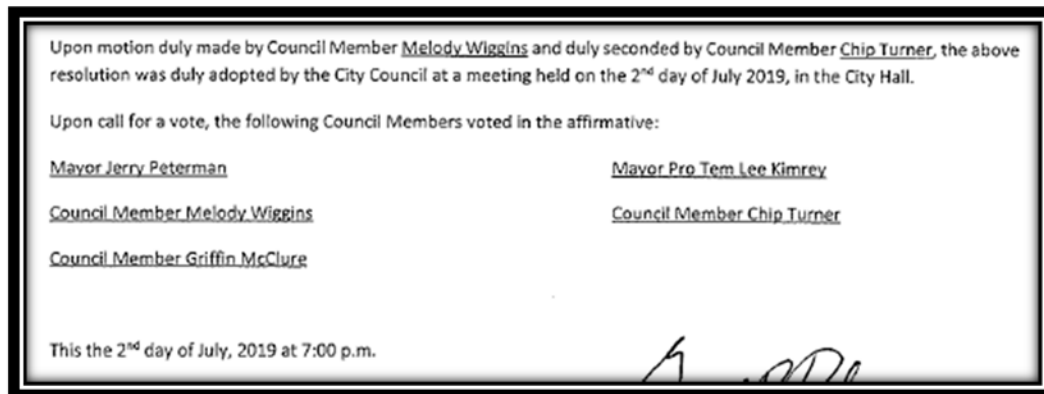 Upon motion duly made by Council Member Melody Wiggins and duly seconded by Council Member Chip Turner, the above
resolution was duly adopted by the City Council at a meeting held on the 2nd day of July 2019, in the City Hall.
Upon call for a vote, the following Council Members voted in the affirmative:
Mayor Jerry Peterman Mayor Pro Tem Lee Kimrey
Council Member Melody Wiggins Council Member Chip Turner
Council Member Griffin McClure
This the 2nd day of July, 2019 at 7:00 p.m.